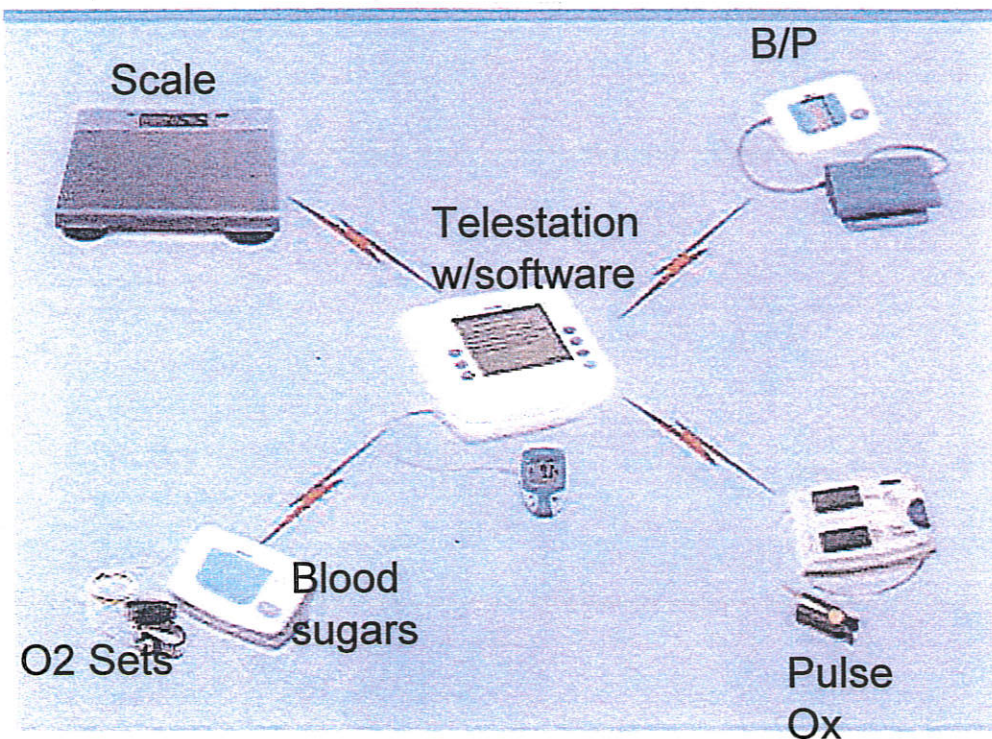 B/P
Scale
Telestation
w/software
Blood
sugars
O2 Sets
Pulse
Ox